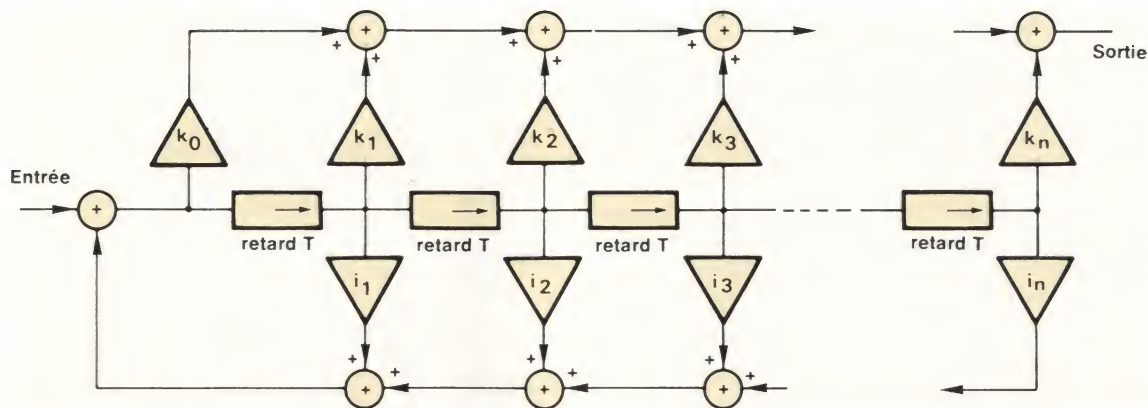 + + + +
+ + + + + +
Sortie
k0 k1 k2 k3 kn
Entrée
+
retard T retard T retard T retard T
i1 i2 i3 in
+ + +
+ + + + + +